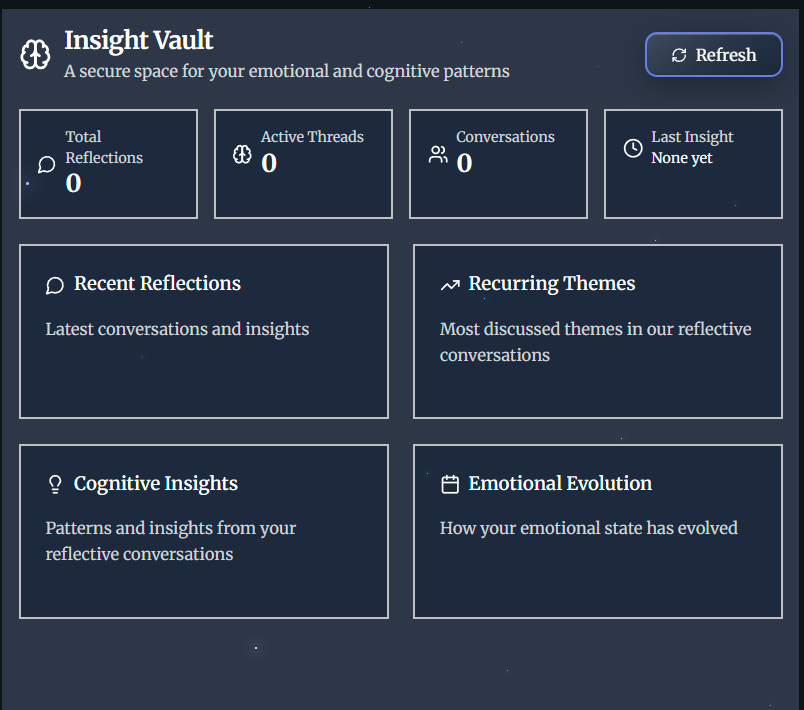 Insight Vault
A secure space for your emotional and cognitive patterns
Refresh
Total
Reflections
0
Active Threads
0
Conversations
0
Last Insight
None yet
Recent Reflections
Latest conversations and insights
Recurring Themes
Most discussed themes in our reflective
conversations
Cognitive Insights
Patterns and insights from your
reflective conversations
Emotional Evolution
How your emotional state has evolved